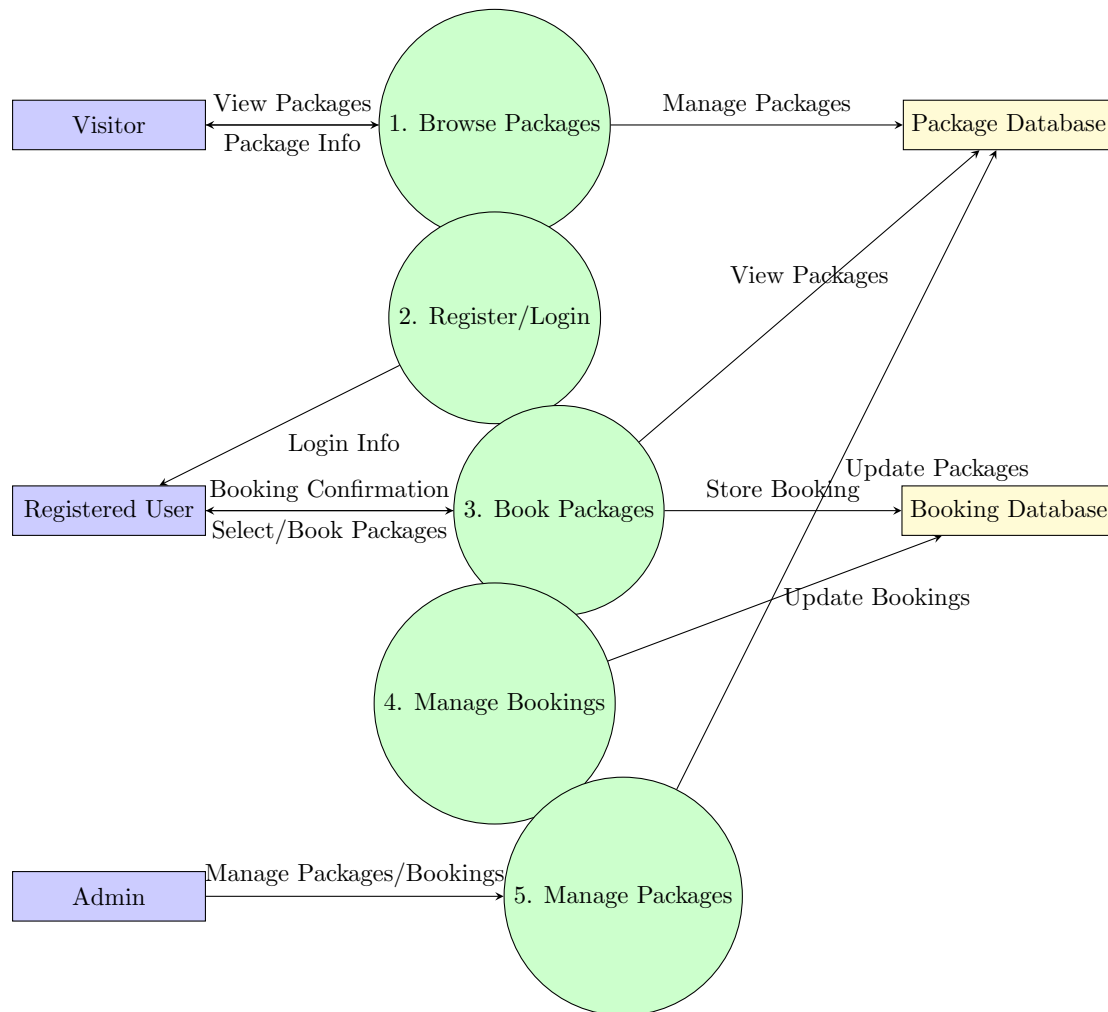 View Packages
Manage Packages
Visitor
1. Browse Packages
Package Database
Package Info
View Packages
2. Register/Login
Login Info
Update Packages
Booking Confirmation
Store Booking
Registered User
3. Book Packages
Booking Database
Select/Book Packages
Update Bookings
4. Manage Bookings
Manage Packages/Bookings
Admin
5. Manage Packages